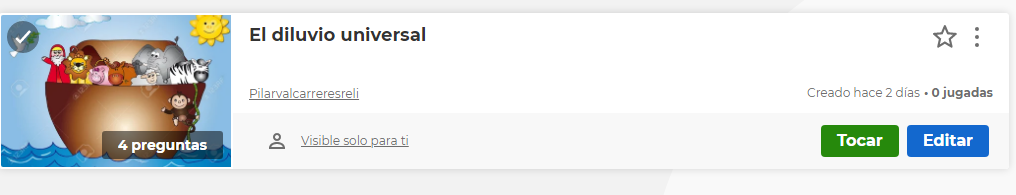 El diluvio universal
Pilarvalcarreresreli
Creado hace 2 días • 0 jugadas
4 preguntas
Visible solo para ti
Tocar
Editar